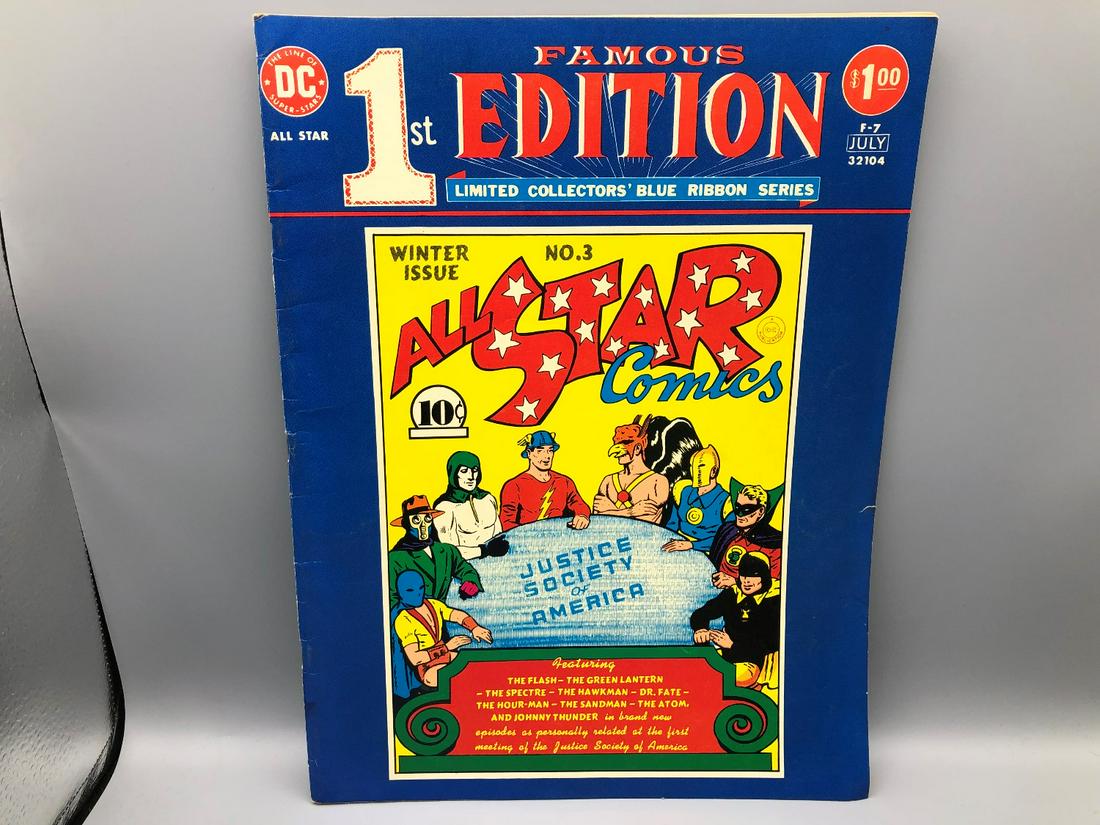 THE LINE OF
DC
SUPER-STARS
ALL STAR
1st
FAMOUS
EDITION
LIMITED COLLECTORS' BLUE RIBBON SERIES
$1.00
F-7
JULY
32104
WINTER
ISSUE
NO.3
ALL STAR
Comics
10¢
JUSTICE
SOCIETY
OF
AMERICA
Featuring
THE FLASH – THE GREEN LANTERN
– THE SPECTRE – THE HAWKMAN – DR. FATE –
THE HOUR-MAN – THE SANDMAN – THE ATOM,
AND JOHNNY THUNDER in brand new
episodes as personally related at the first
meeting of the Justice Society of America